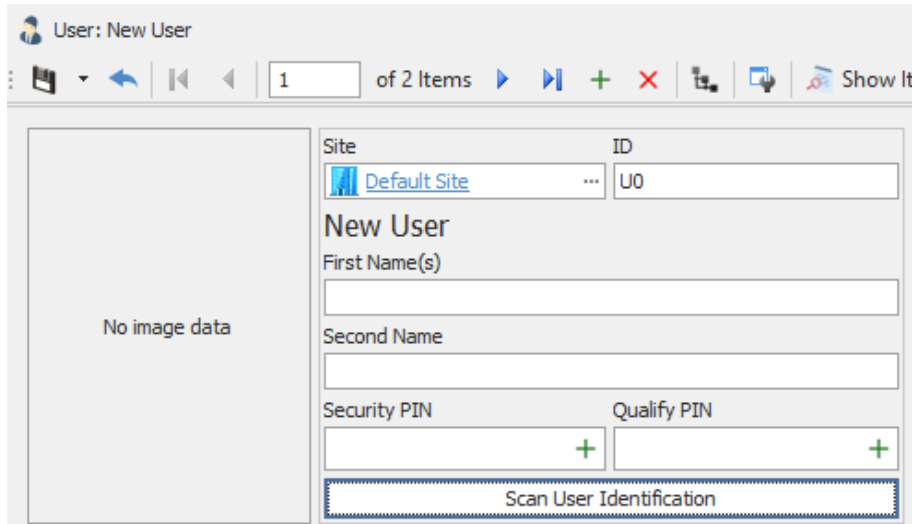 User: New User
1 of 2 Items Show It
Site ID
Default Site ... U0
New User
First Name(s)
No image data
Second Name
Security PIN Qualify PIN
Scan User Identification